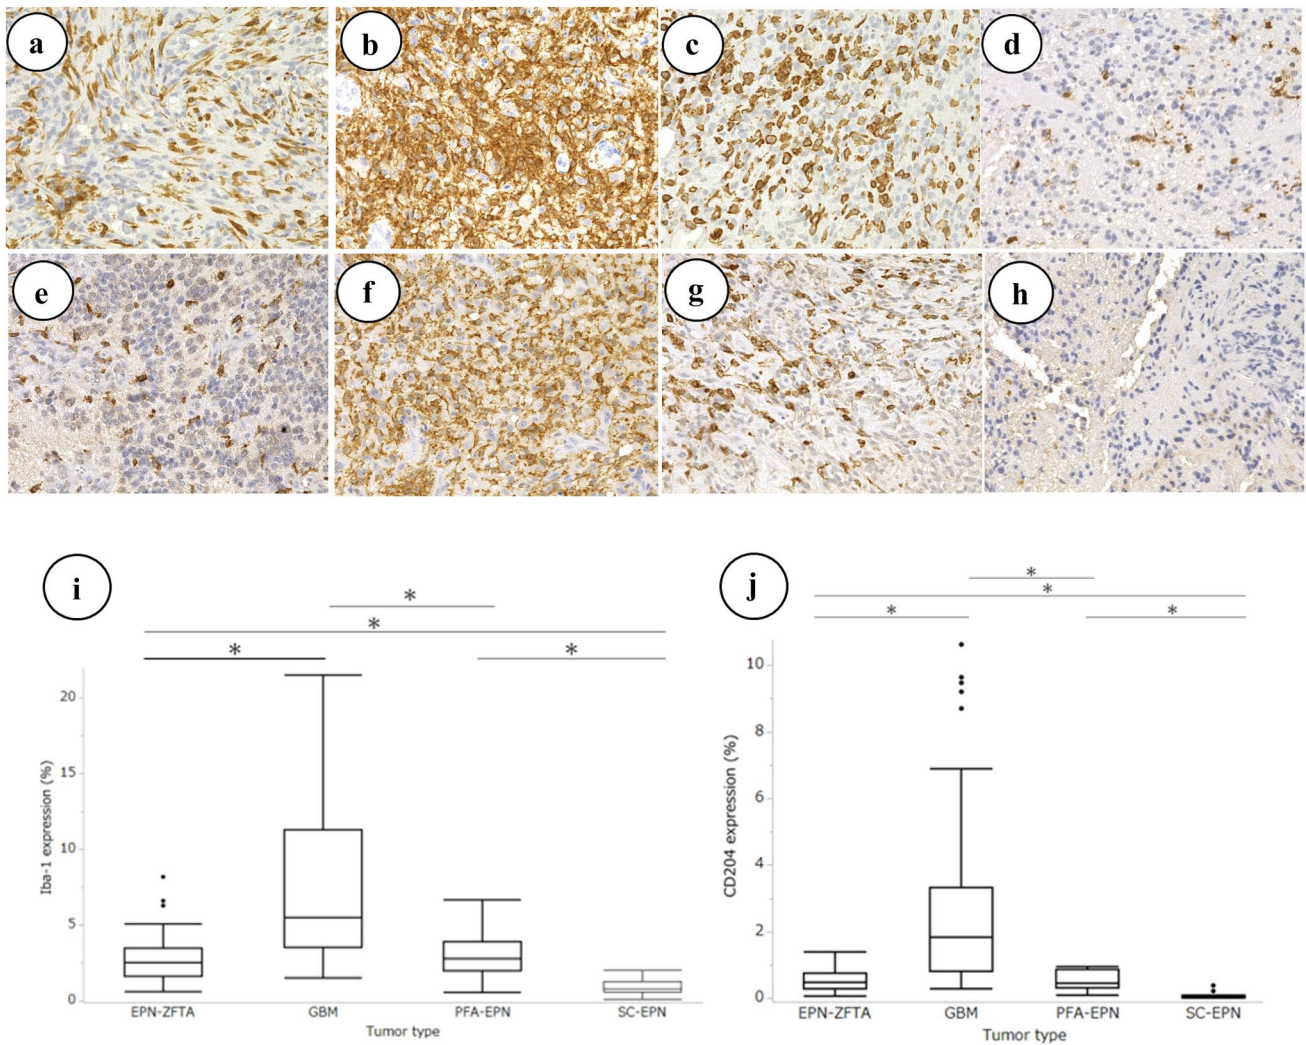 a
b
c
d
e
f
g
h
i
*
*
*
*
Iba-1 expression (%)
20
15
10
5
0
EPN-ZFTA GBM PFA-EPN SC-EPN
Tumor type
j
*
*
*
*
CD204 expression (%)
10
8
6
4
2
0
EPN-ZFTA GBM PFA-EPN SC-EPN
Tumor type